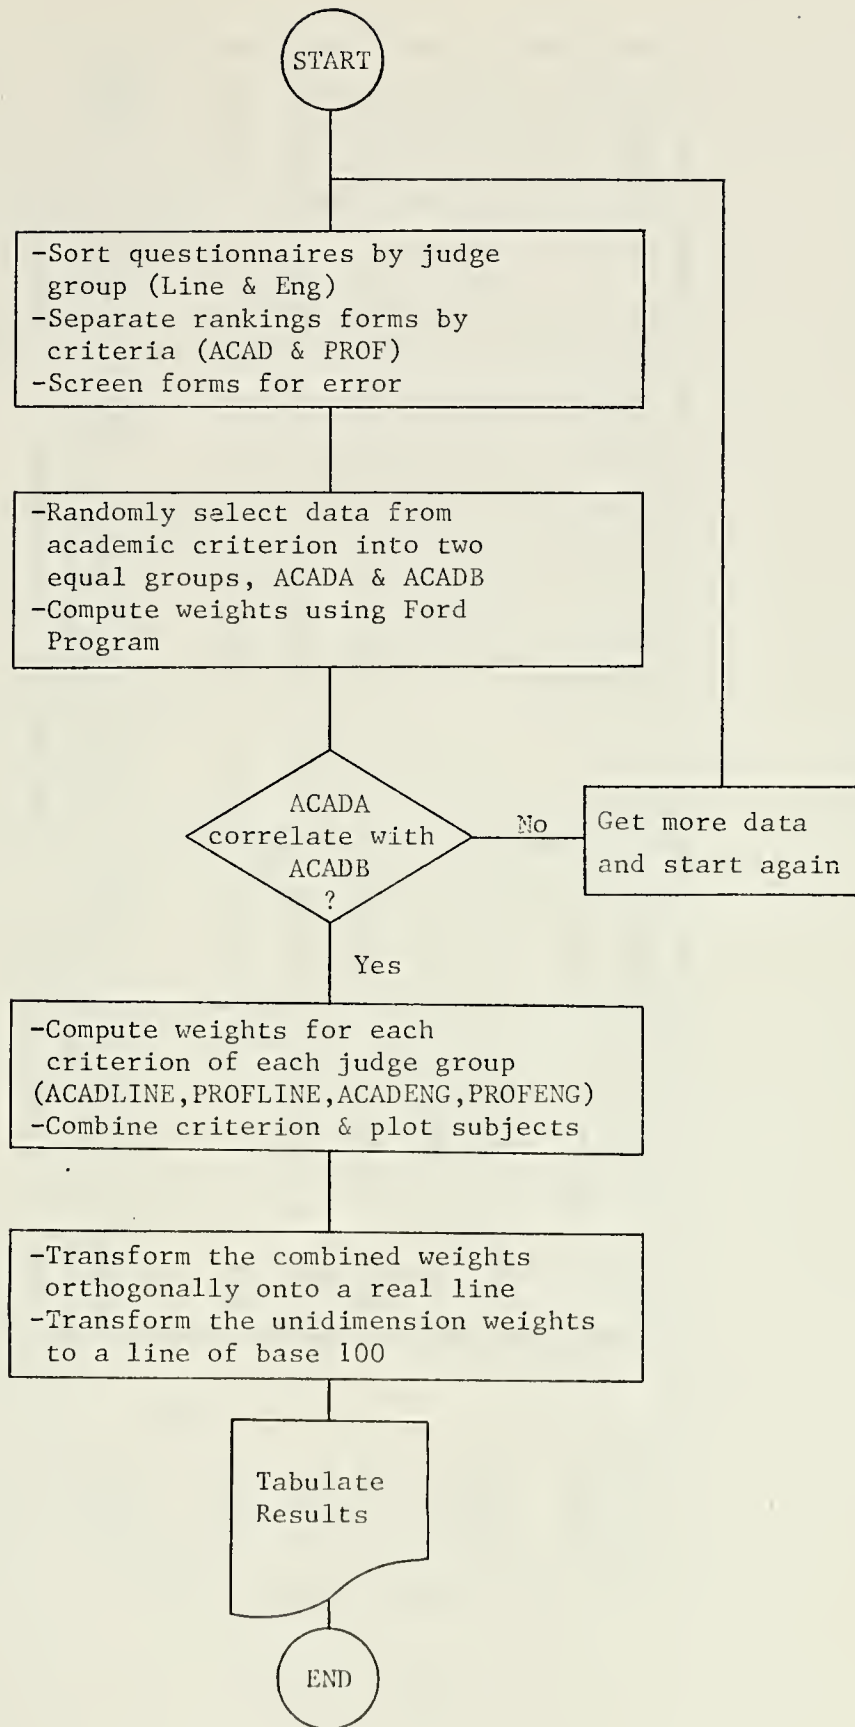 START
-Sort questionnaires by judge
group (Line & Eng)
-Separate rankings forms by
criteria (ACAD & PROF)
-Screen forms for error
-Randomly select data from
academic criterion into two
equal groups, ACADA & ACADB
-Compute weights using Ford
Program
ACADA
correlate with
ACADB
?
No
Get more data
and start again
Yes
-Compute weights for each
criterion of each judge group
(ACADLINE,PROFLINE,ACADENG,PROFENG)
-Combine criterion & plot subjects
-Transform the combined weights
orthogonally onto a real line
-Transform the unidimension weights
to a line of base 100
Tabulate
Results
END